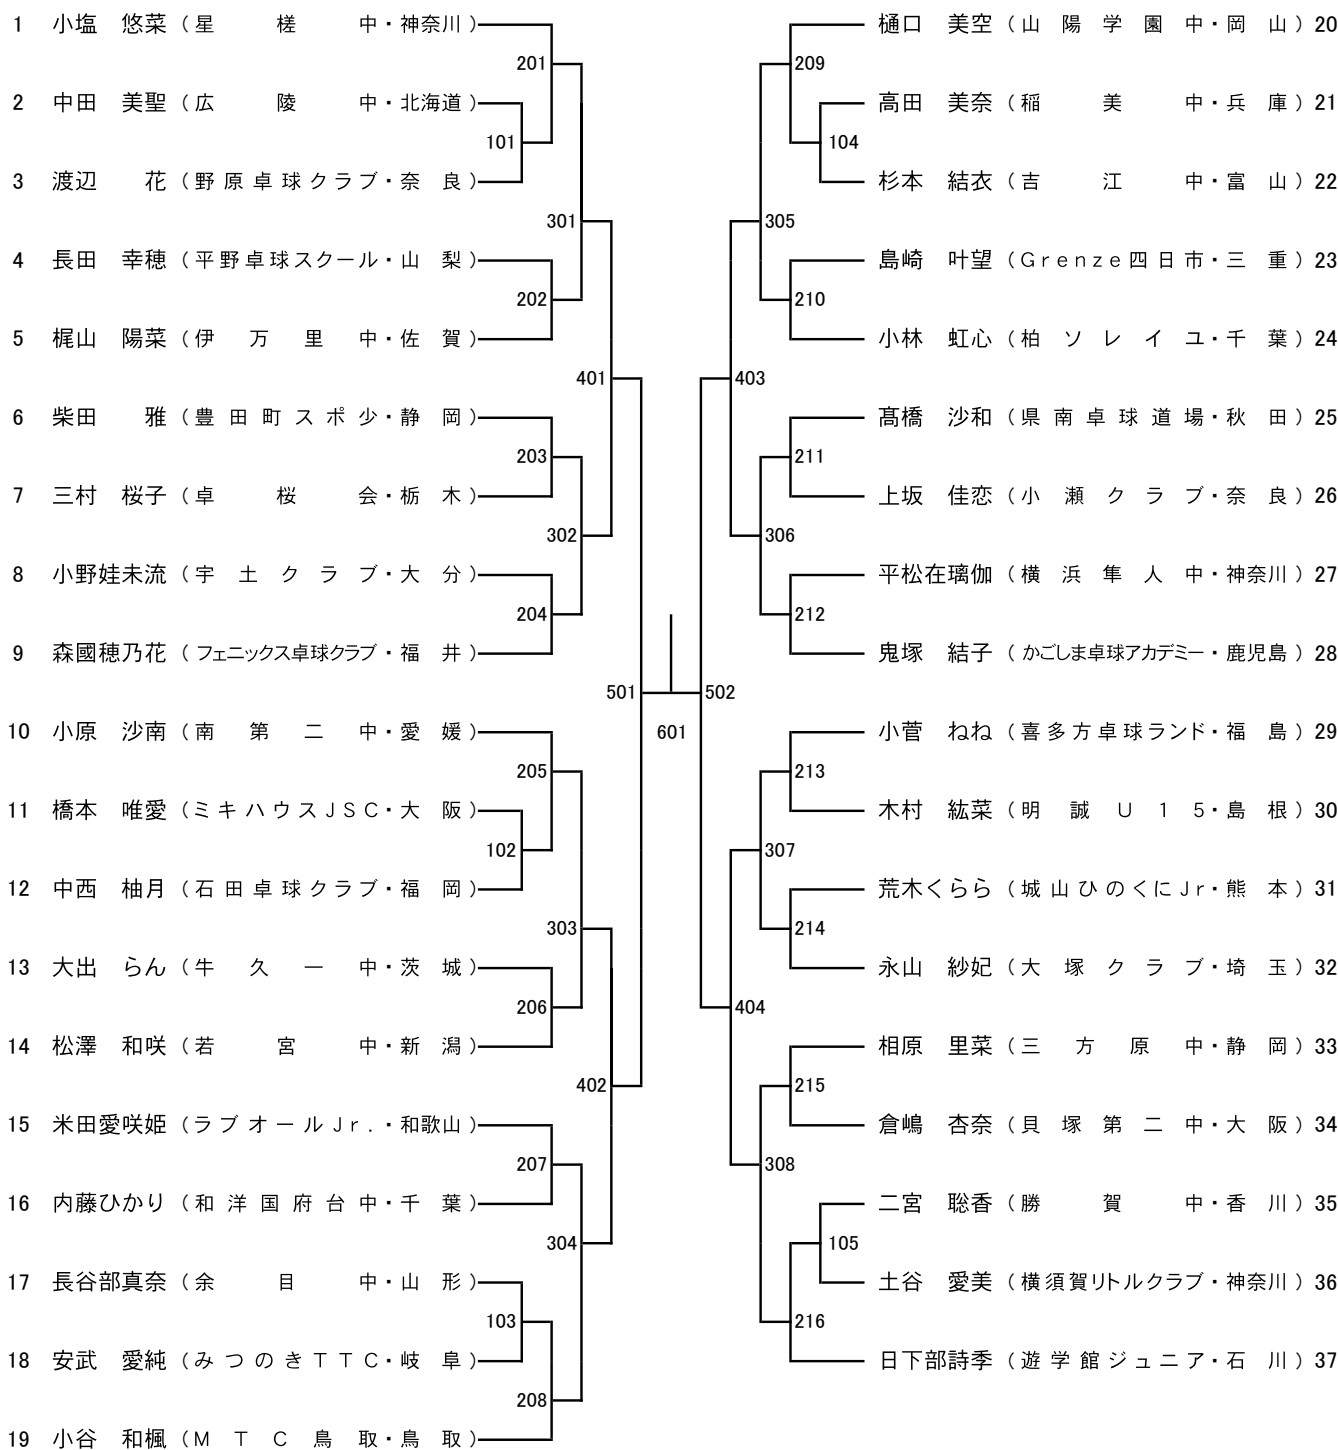 1 小塩 悠菜 (星槎中・神奈川)
201
2 中田 美聖 (広陵中・北海道)
101
3 渡辺 花 (野原卓球クラブ・奈良)
301
4 長田 幸穂 (平野卓球スクール・山梨)
202
5 梶山 陽菜 (伊万里中・佐賀)
401
6 柴田 雅 (豊田町スポ少・静岡)
203
7 三村 桜子 (卓桜会・栃木)
302
8 小野娃未流 (宇土クラブ・大分)
204
9 森國穂乃花 (フェニックス卓球クラブ・福井)
501
10 小原 沙南 (南第二中・愛媛)
205
11 橋本 唯愛 (ミキハウスJSC・大阪)
102
12 中西 柚月 (石田卓球クラブ・福岡)
303
13 大出 らん (牛久一中・茨城)
206
14 松澤 和咲 (若宮中・新潟)
402
15 米田愛咲姫 (ラブオールJr.・和歌山)
207
16 内藤ひかり (和洋国府台中・千葉)
304
17 長谷部真奈 (余目中・山形)
103
18 安武 愛純 (みつのきTTC・岐阜)
208
19 小谷 和楓 (MTC鳥取・鳥取)
601
樋口 美空 (山陽学園中・岡山) 20
209
高田 美奈 (稲美中・兵庫) 21
104
杉本 結衣 (吉江中・富山) 22
305
島崎 叶望 (Grenze四日市・三重) 23
210
小林 虹心 (柏ソレイユ・千葉) 24
403
髙橋 沙和 (県南卓球道場・秋田) 25
211
上坂 佳恋 (小瀬クラブ・奈良) 26
306
平松在璃伽 (横浜隼人中・神奈川) 27
212
鬼塚 結子 (かごしま卓球アカデミー・鹿児島) 28
502
小菅 ねね (喜多方卓球ランド・福島) 29
213
木村 紘菜 (明誠U15・島根) 30
307
荒木くらら (城山ひのくにJr・熊本) 31
214
永山 紗妃 (大塚クラブ・埼玉) 32
404
相原 里菜 (三方原中・静岡) 33
215
倉嶋 杏奈 (貝塚第二中・大阪) 34
308
二宮 聡香 (勝賀中・香川) 35
105
土谷 愛美 (横須賀リトルクラブ・神奈川) 36
216
日下部詩季 (遊学館ジュニア・石川) 37